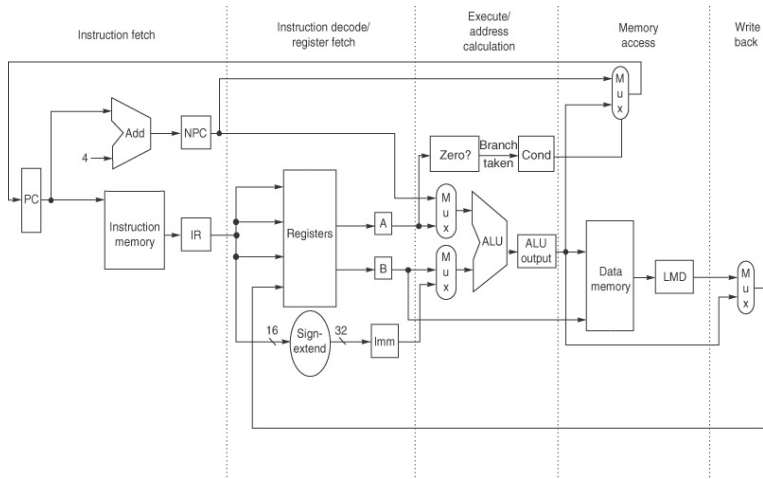 Instruction fetch
Instruction decode/
register fetch
Execute/
address
calculation
Memory
access
Write
back
M
u
x
Add
NPC
4
Zero?
Branch
taken
Cond
PC
Instruction
memory
IR
Registers
A
B
M
u
x
M
u
x
ALU
ALU
output
Data
memory
LMD
M
u
x
16
Sign-
extend
32
Imm